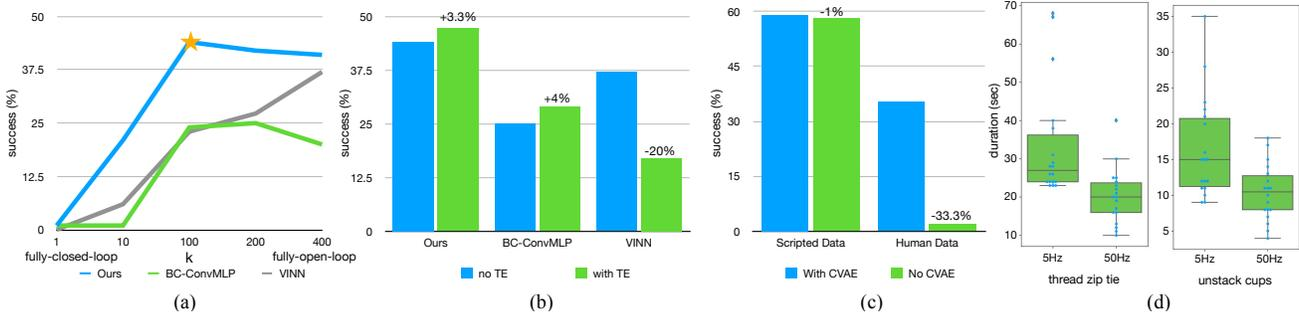 50
37.5
25
12.5
0
success (%)
1 10 100 200 400
fully-closed-loop k fully-open-loop
Ours BC-ConvMLP VINN
(a)
50
37.5
25
12.5
0
success (%)
+3.3%
+4%
-20%
Ours BC-ConvMLP VINN
no TE with TE
(b)
60
45
30
15
0
success (%)
-1%
-33.3%
Scripted Data Human Data
With CVAE No CVAE
(c)
70
60
50
40
30
20
10
duration (sec)
5Hz 50Hz
thread zip tie
35
30
25
20
15
10
5
5Hz 50Hz
unstack cups
(d)